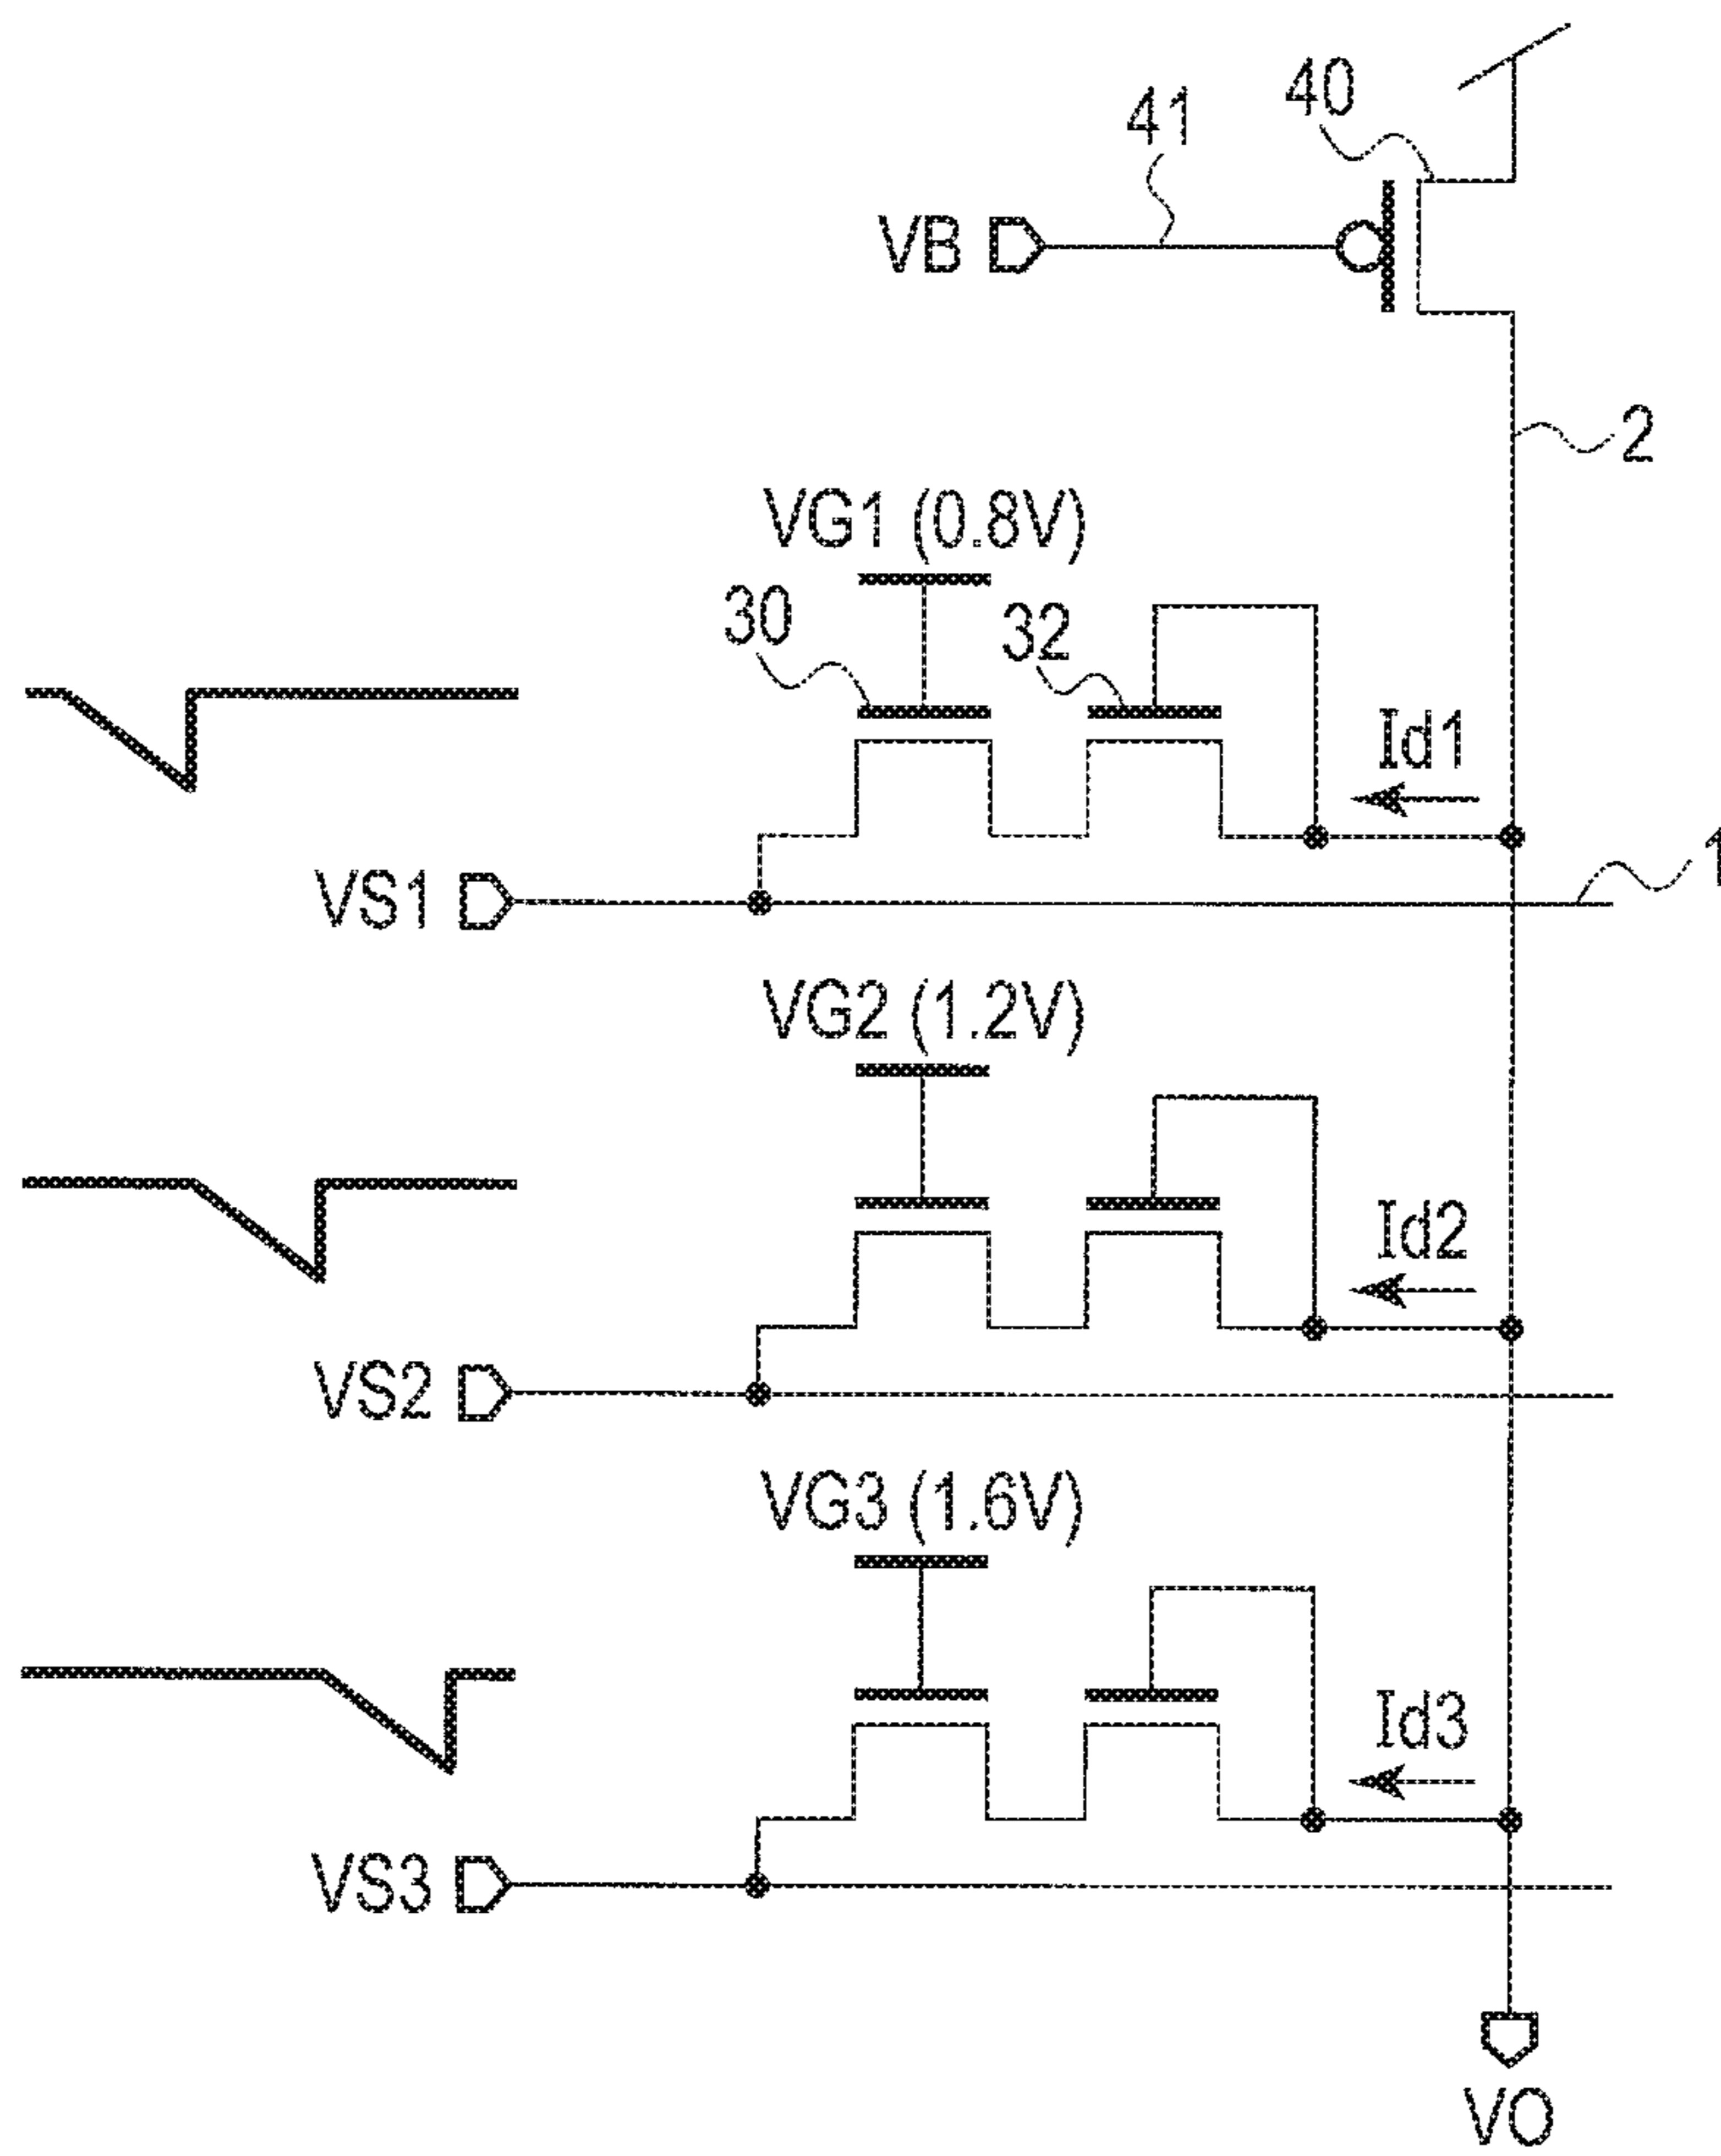 40
41
VB
2
VG1 (0.8V)
30
32
Id1
1
VS1
VG2 (1.2V)
Id2
VS2
VG3 (1.6V)
Id3
VS3
VO